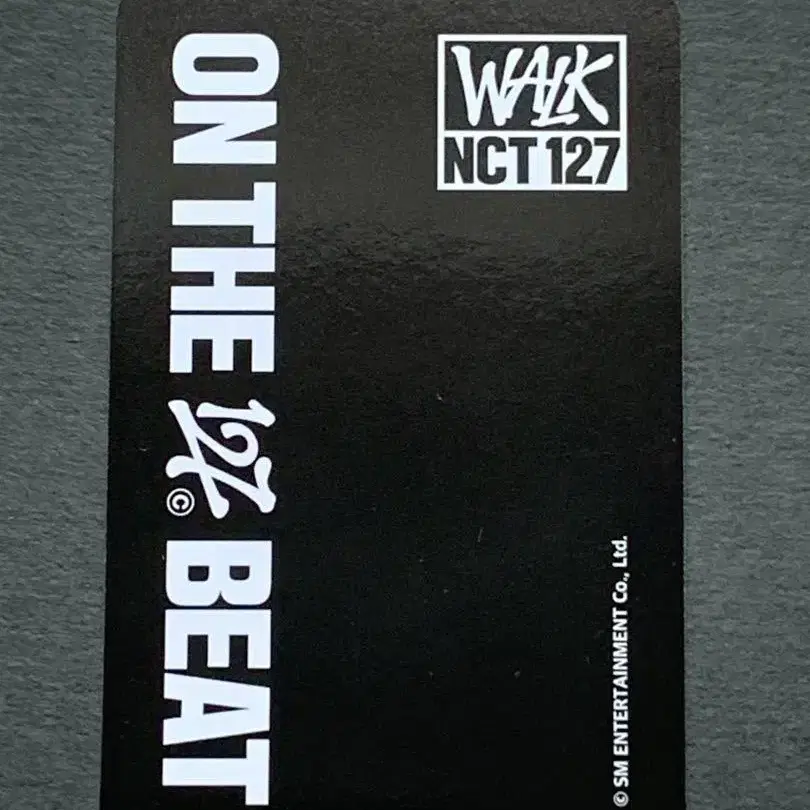 ON THE 127 BEAT
©
WALK
NCT 127
© SM ENTERTAINMENT Co., Ltd.